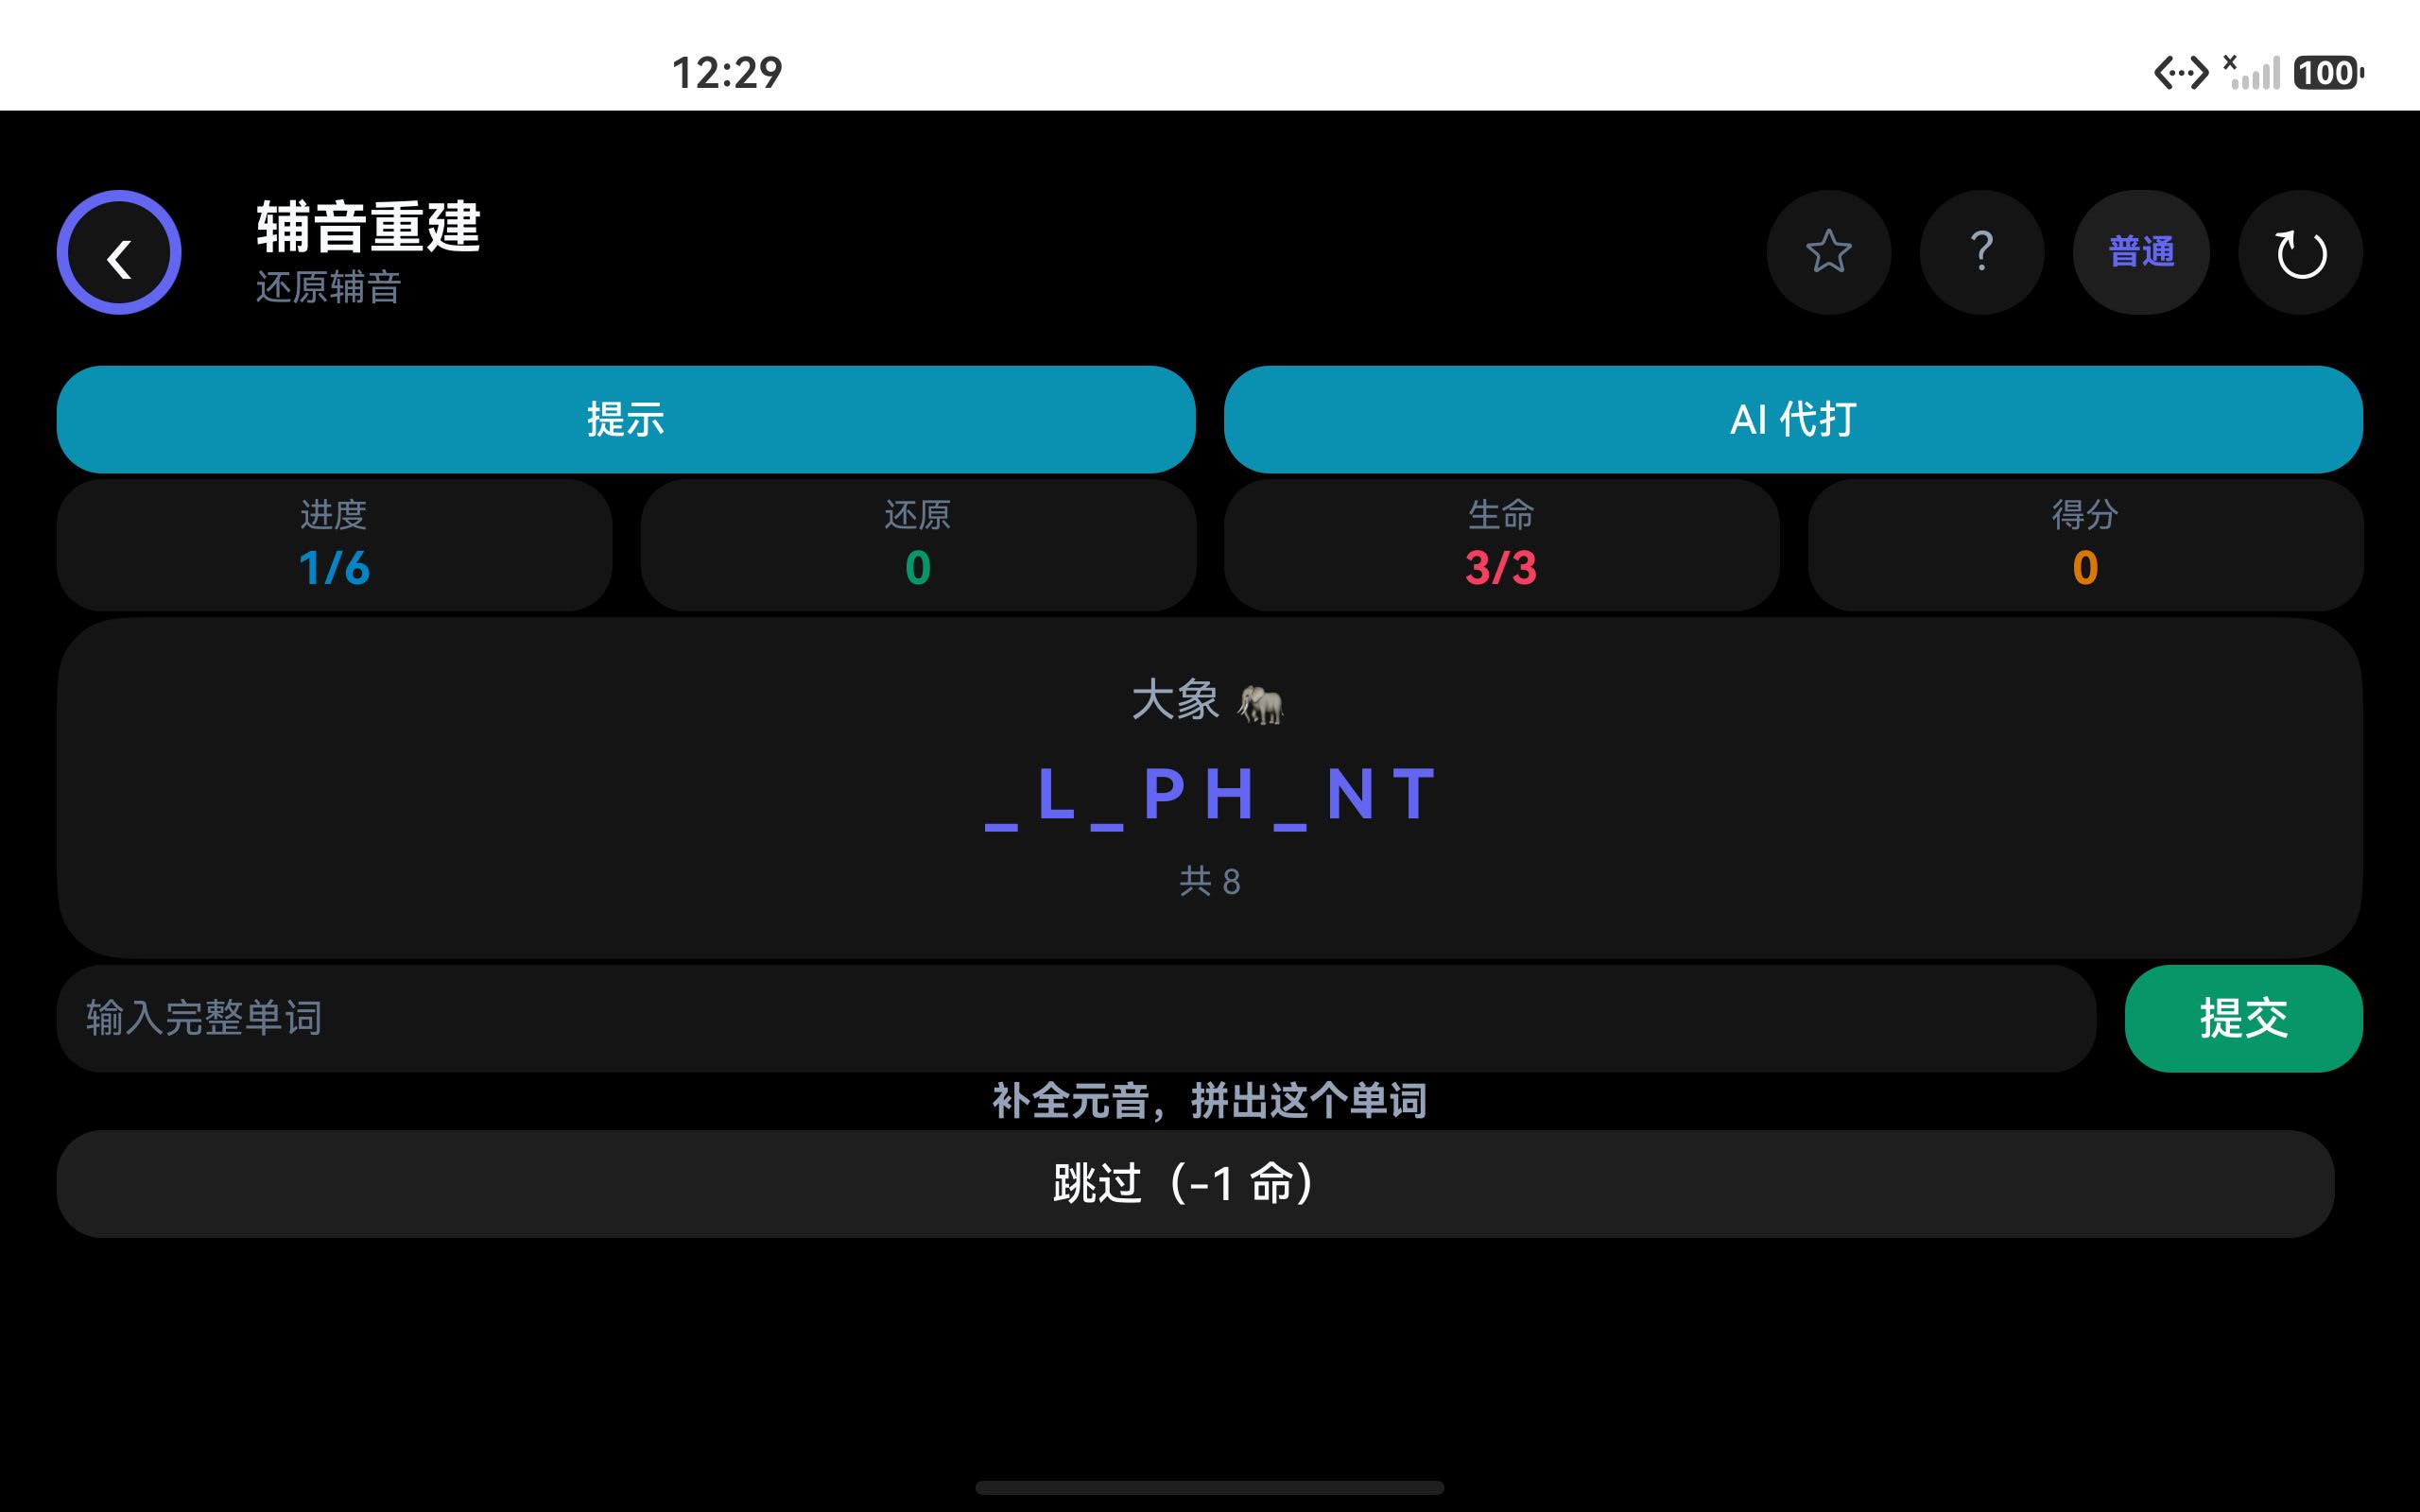 12:29
100
辅音重建
还原辅音
?
普通
提示
AI 代打
进度
1/6
还原
0
生命
3/3
得分
0
大象 🐘
_ L _ P H _ N T
共 8
输入完整单词
提交
补全元音，拼出这个单词
跳过（-1 命）